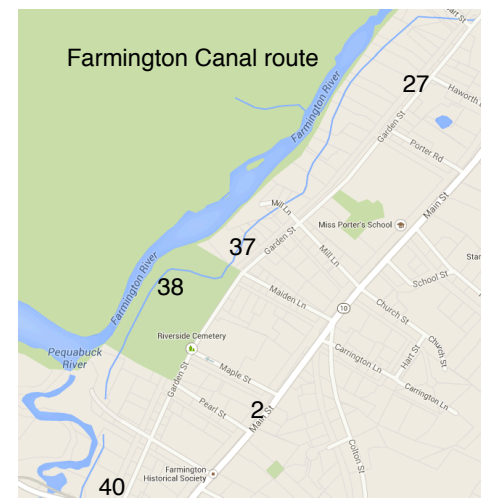 Farmington Canal route
27
Haworth
Garden St
Porter Rd
Farmington River
Main St
Mill Ln
Miss Porter's School
37
Garden St
Mill Ln
School St
38
Farmington River
Maiden Ln
10
Church St
Church St
Riverside Cemetery
Carrington Ln
Hart St
Pequabuck
River
Garden St
Maple St
Carrington Ln
Pearl St
2
Main St
Colton St
Farmington
Historical Society
40